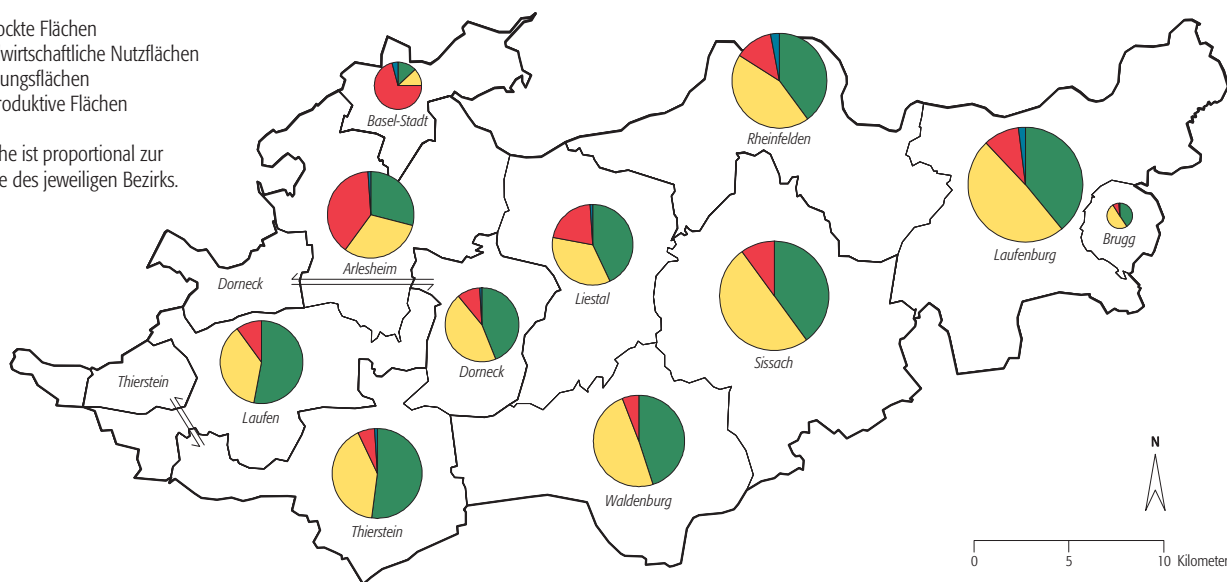 ockte Flächen
wirtschaftliche Nutzflächen
ungsflächen
roduktive Flächen
he ist proportional zur
e des jeweiligen Bezirks.
Basel-Stadt
Rheinfelden
Laufenburg
Brugg
Arlesheim
Dorneck
Liestal
Sissach
Dorneck
Thierstein
Laufen
Waldenburg
Thierstein
N
0 5 10 Kilometer